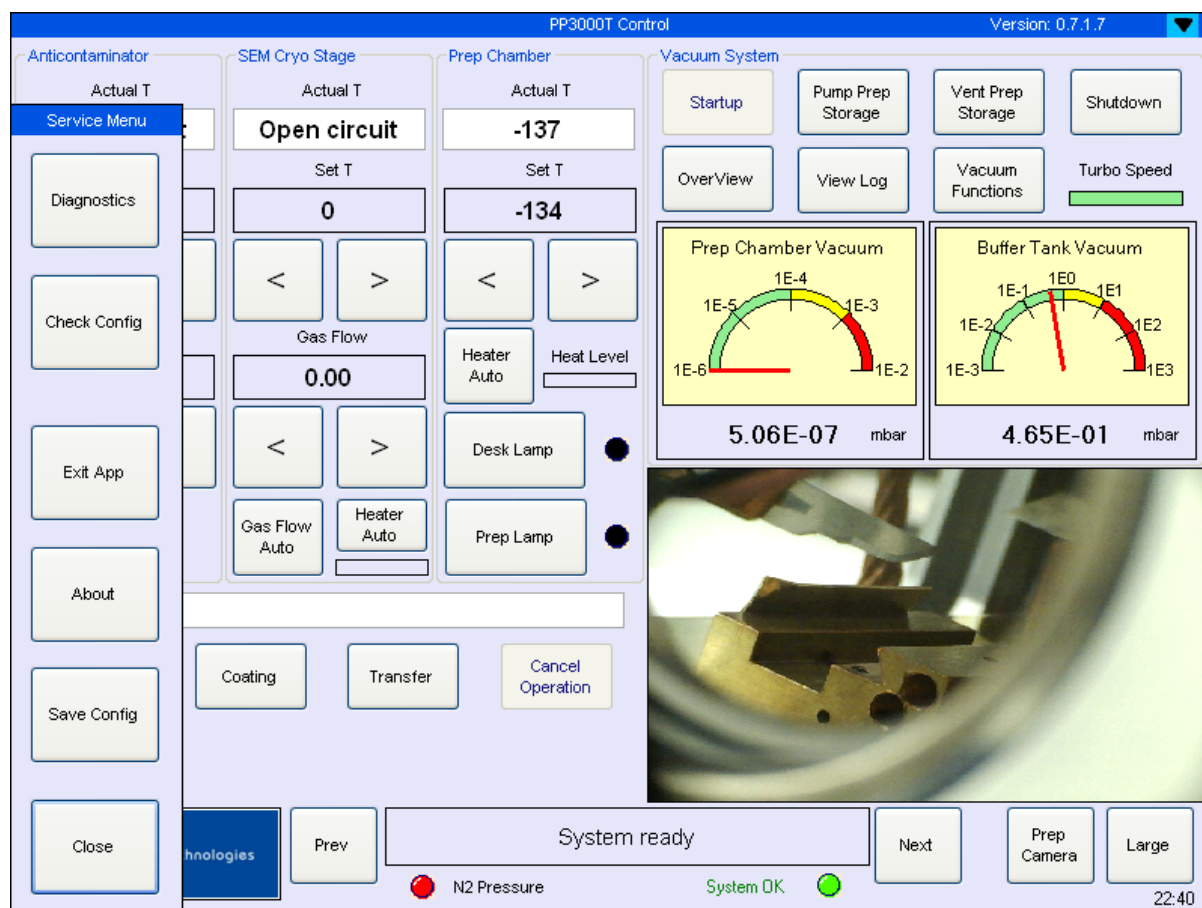 PP3000T Control
Version: 0.7.1.7
Anticontaminator
Actual T
Service Menu
Diagnostics
Check Config
Exit App
About
Save Config
Close
SEM Cryo Stage
Actual T
Open circuit
Set T
0
<
>
Gas Flow
0.00
<
>
Gas Flow
Auto
Heater
Auto
Prep Chamber
Actual T
-137
Set T
-134
<
>
Heater
Auto
Heat Level
Desk Lamp
Prep Lamp
Vacuum System
Startup
Pump Prep
Storage
Vent Prep
Storage
Shutdown
OverView
View Log
Vacuum
Functions
Turbo Speed
Prep Chamber Vacuum
1E-6
1E-5
1E-4
1E-3
1E-2
5.06E-07 mbar
Buffer Tank Vacuum
1E-3
1E-2
1E-1
1E0
1E1
1E2
1E3
4.65E-01 mbar
Coating
Transfer
Cancel
Operation
hnologies
Prev
System ready
Next
Prep
Camera
Large
N2 Pressure
System OK
22:40